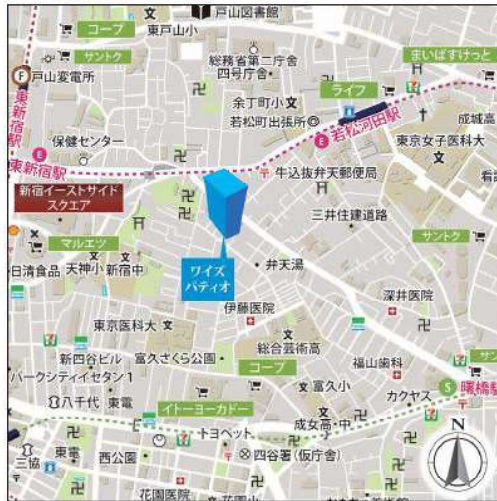 コープ
東戸山小
戸山図書館
サントク
総務省第二庁舎
四号庁舎
まいばすけっと
F
戸山変電所
余丁町小
ライフ
若松町出張所
成城高
東新宿駅
保健センター
E
若松河田駅
東京女子医科大
E
東新宿駅
牛込抜弁天郵便局
新宿イーストサイド
スクエア
三井住建道路
マルエツ
サントク
日清食品
天神小
新宿中
ワイズ
パティオ
弁天湯
伊藤医院
深井医院
東京医科大
総合芸術高
新四谷ビル
富久さくら公園
福山歯科
パークシティイセタン1
コープ
富久小
カクヤス
S
曙橋駅
八千代
東電
イトーヨーカドー
成女高・中
トヨペット
三協
東電
西公園
四谷署(仮庁舎)
N
花園医院
花園小